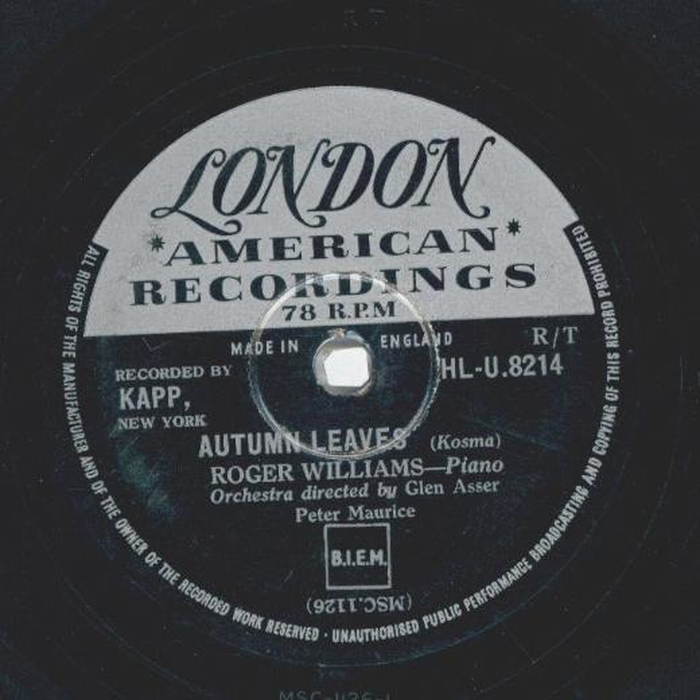 LONDON
*AMERICAN*
RECORDINGS
78 R.P.M
MADE IN ENGLAND
R/T
RECORDED BY
HL-U.8214
KAPP,
NEW YORK
AUTUMN LEAVES (Kosma)
ROGER WILLIAMS—Piano
Orchestra directed by Glen Asser
Peter Maurice
B.I.E.M.
(MSC.1126)
ALL RIGHTS OF THE MANUFACTURER AND OF THE OWNER OF THE RECORDED WORK RESERVED · UNAUTHORISED PUBLIC PERFORMANCE BROADCASTING AND COPYING OF THIS RECORD PROHIBITED